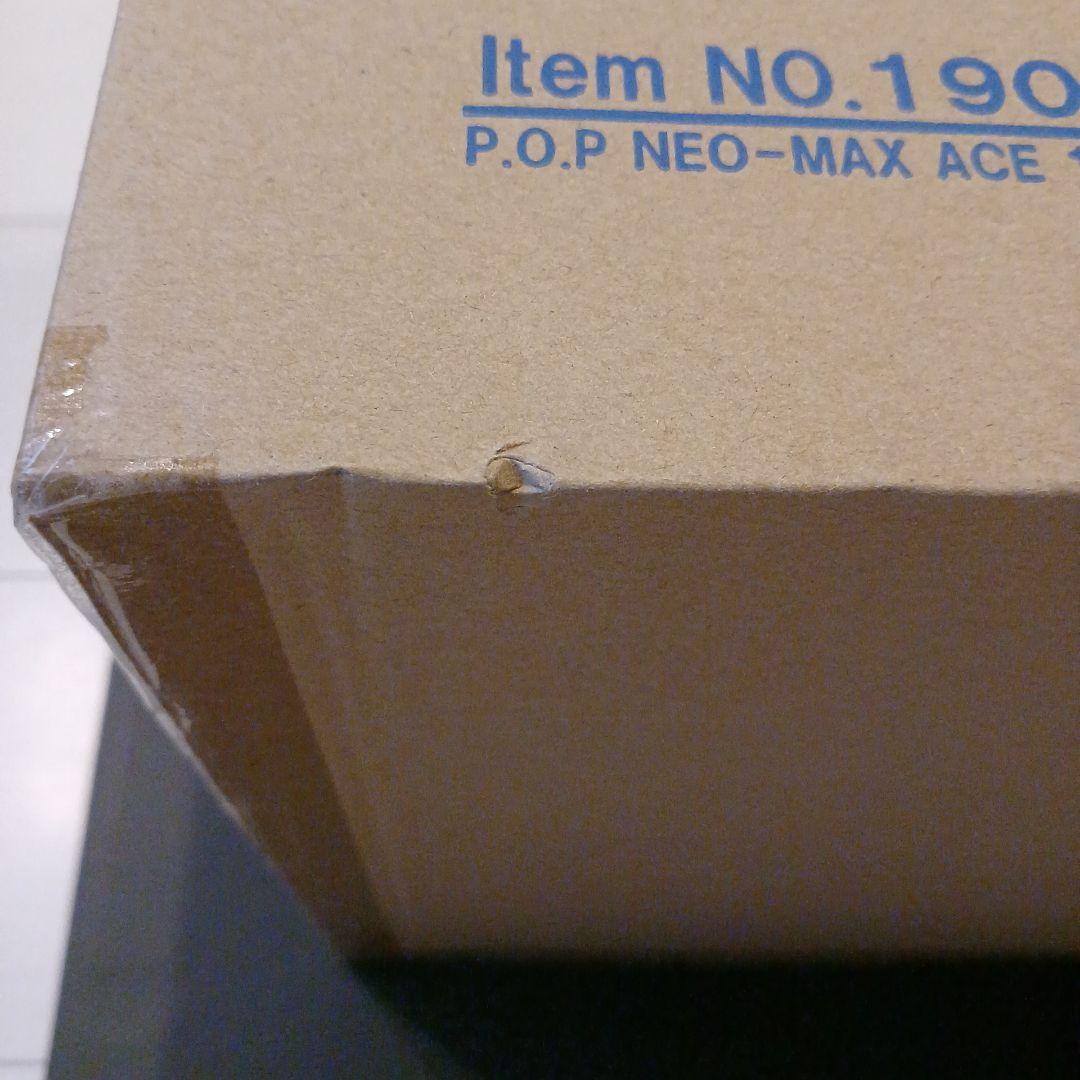 Item NO.190
P.O.P NEO-MAX ACE